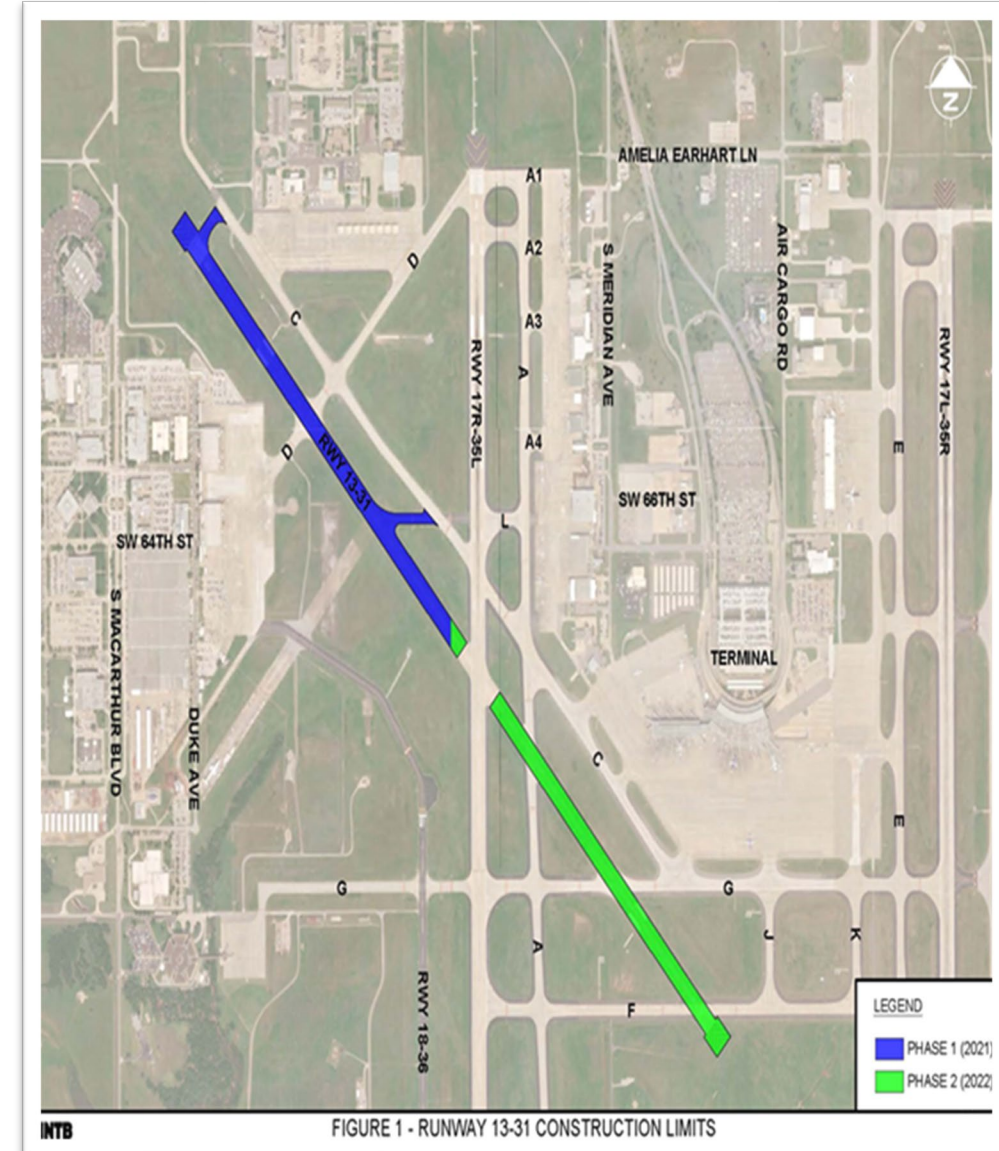 N
AMELIA EARHART LN
A1
A2
D
S MERIDIAN AVE
AIR CARGO RD
C
A3
RWY 17R-35L
RWY 17L-35R
A
A4
D
RWY 13-31
E
SW 66TH ST
L
SW 64TH ST
S MACARTHUR BLVD
TERMINAL
DUKE AVE
C
E
G
G
A
J
K
RWY 18-36
F
LEGEND
PHASE 1 (2021)
PHASE 2 (2022)
FIGURE 1 - RUNWAY 13-31 CONSTRUCTION LIMITS